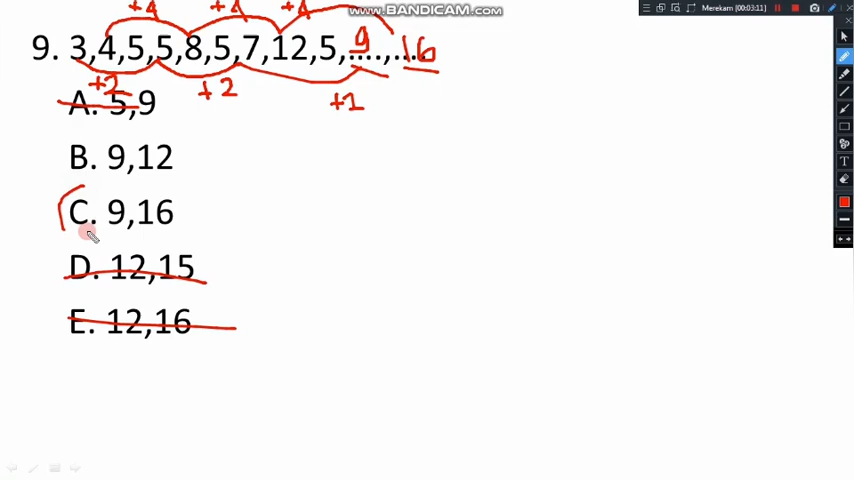 www.BANDICAM.com
Merekam (00:03:11)
+4 +4 +4
9. 3,4,5,5,8,5,7,12,5,....,....
9 16
+2 +2 +1
A. 5,9
B. 9,12
C. 9,16
D. 12,15
E. 12,16